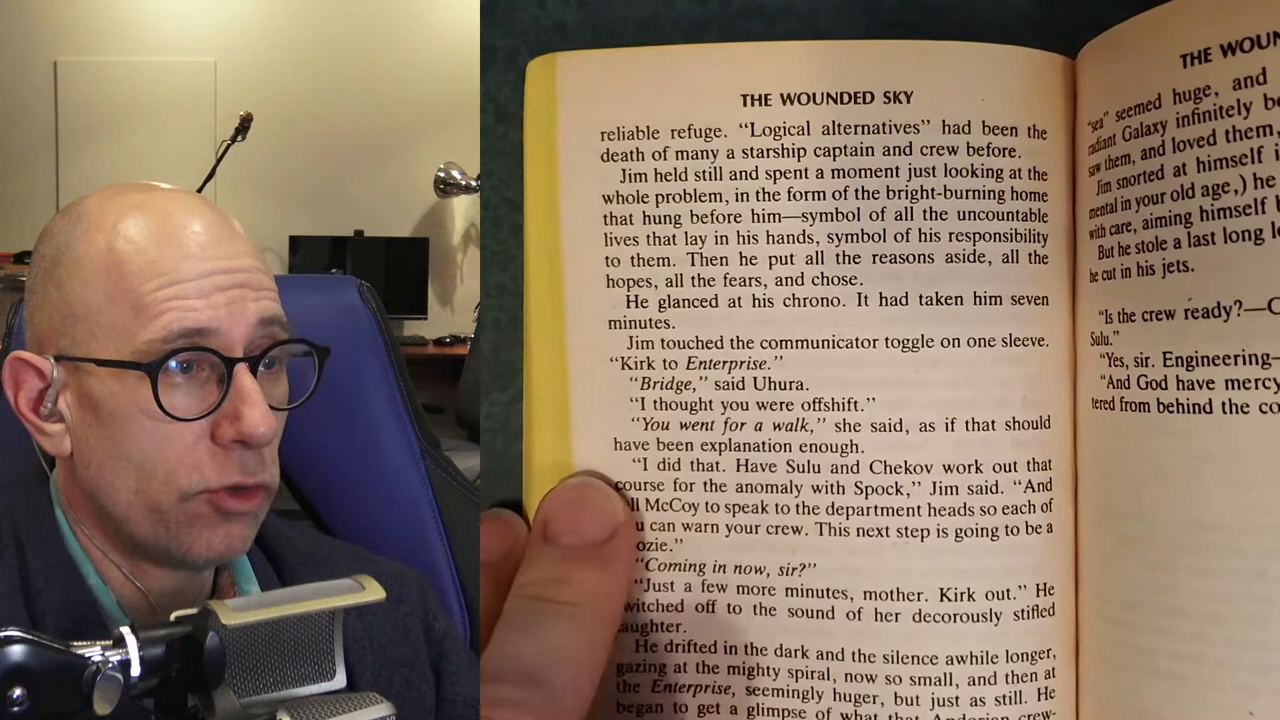 THE WOUNDED SKY
reliable refuge. “Logical alternatives” had been the
death of many a starship captain and crew before.
Jim held still and spent a moment just looking at the
whole problem, in the form of the bright-burning home
that hung before him—symbol of all the uncountable
lives that lay in his hands, symbol of his responsibility
to them. Then he put all the reasons aside, all the
hopes, all the fears, and chose.
He glanced at his chrono. It had taken him seven
minutes.
Jim touched the communicator toggle on one sleeve.
“Kirk to Enterprise.”
“Bridge,” said Uhura.
“I thought you were offshift.”
“You went for a walk,” she said, as if that should
have been explanation enough.
“I did that. Have Sulu and Chekov work out that
course for the anomaly with Spock,” Jim said. “And
ll McCoy to speak to the department heads so each of
u can warn your crew. This next step is going to be a
ozie.”
“Coming in now, sir?”
“Just a few more minutes, mother. Kirk out.” He
witched off to the sound of her decorously stifled
aughter.
He drifted in the dark and the silence awhile longer,
gazing at the mighty spiral, now so small, and then at
the Enterprise, seemingly huger, but just as still. He
began to get a glimpse of what that Andorian crew-
THE WOUN
“sea” seemed huge, and
radiant Galaxy infinitely be
saw them, and loved them,
Jim snorted at himself i
mental in your old age,) he
with care, aiming himself b
But he stole a last long l
he cut in his jets.
“Is the crew ready?—C
Sulu.”
“Yes, sir. Engineering—
“And God have mercy
tered from behind the co